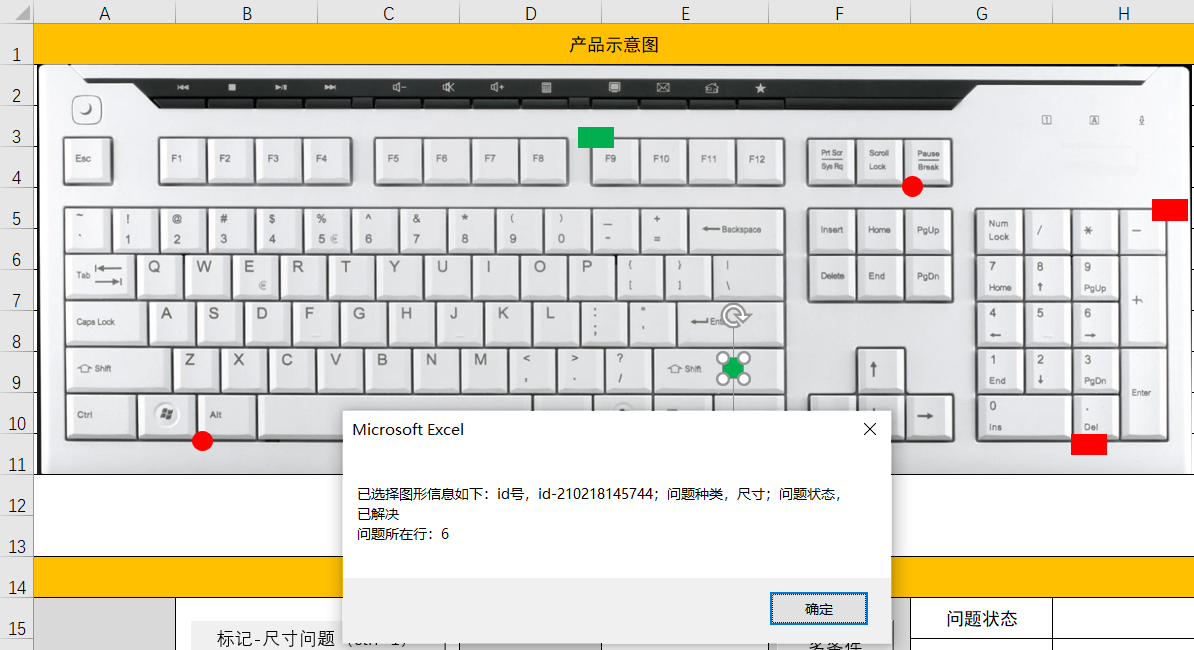 A B C D E F G H
1 产品示意图
2
3
1 A
Esc F1 F2 F3 F4 F5 F6 F7 F8 F9 F10 F11 F12 Prt Scr Scroll Pause
Sys Rq Lock Break
4
5
~ ! @ # $ % ^ & * ( ) _ +
` 1 2 3 4 5 € 6 7 8 9 0 - = Backspace Insert Home PgUp Num Lock / * −
6
Tab Q W E € R T Y U I O P { [ } ] | \ Delete End PgDn 7 Home 8 ↑ 9 PgUp +
7
8
Caps Lock A S D F G H J K L : ; " ' Ente 4 ← 5 6 →
9
Shift Z X C V B N M < , > . ? / Shift ↑ 1 End 2 ↓ 3 PgDn Enter
10
Ctrl Alt → 0 Ins . Del
11
12
13
14
15
Microsoft Excel
已选择图形信息如下：id号，id-210218145744；问题种类，尺寸；问题状态，
已解决
问题所在行：6
确定
标记-尺寸问题
问题状态